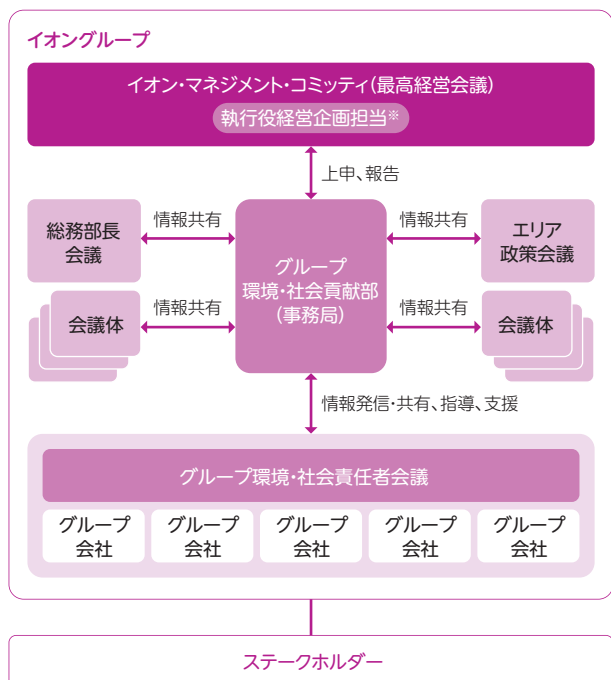 イオングループ
イオン・マネジメント・コミッティ(最高経営会議)
執行役経営企画担当※
上申、報告
総務部長
会議
情報共有
グループ
環境・社会貢献部
(事務局)
情報共有
エリア
政策会議
会議体
情報共有
情報共有
会議体
情報発信・共有、指導、支援
グループ環境・社会責任者会議
グループ
会社
グループ
会社
グループ
会社
グループ
会社
グループ
会社
ステークホルダー